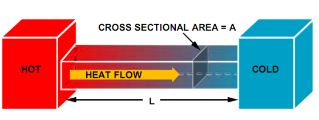 CROSS SECTIONAL AREA = A
HOT
HEAT FLOW
COLD
L